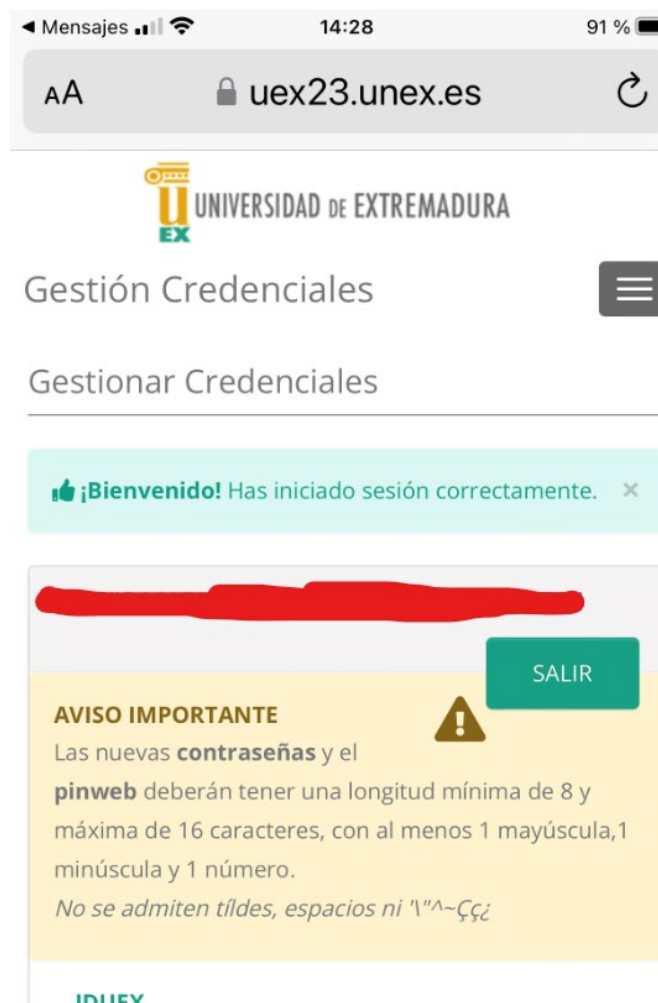 Mensajes 14:28 91 %
AA uex23.unex.es
u
EX
UNIVERSIDAD DE EXTREMADURA
Gestión Credenciales
Gestionar Credenciales
¡Bienvenido! Has iniciado sesión correctamente. ×
SALIR
AVISO IMPORTANTE
Las nuevas contraseñas y el
pinweb deberán tener una longitud mínima de 8 y
máxima de 16 caracteres, con al menos 1 mayúscula,1
minúscula y 1 número.
No se admiten tíldes, espacios ni '\"^~Çç¿
IDUEX